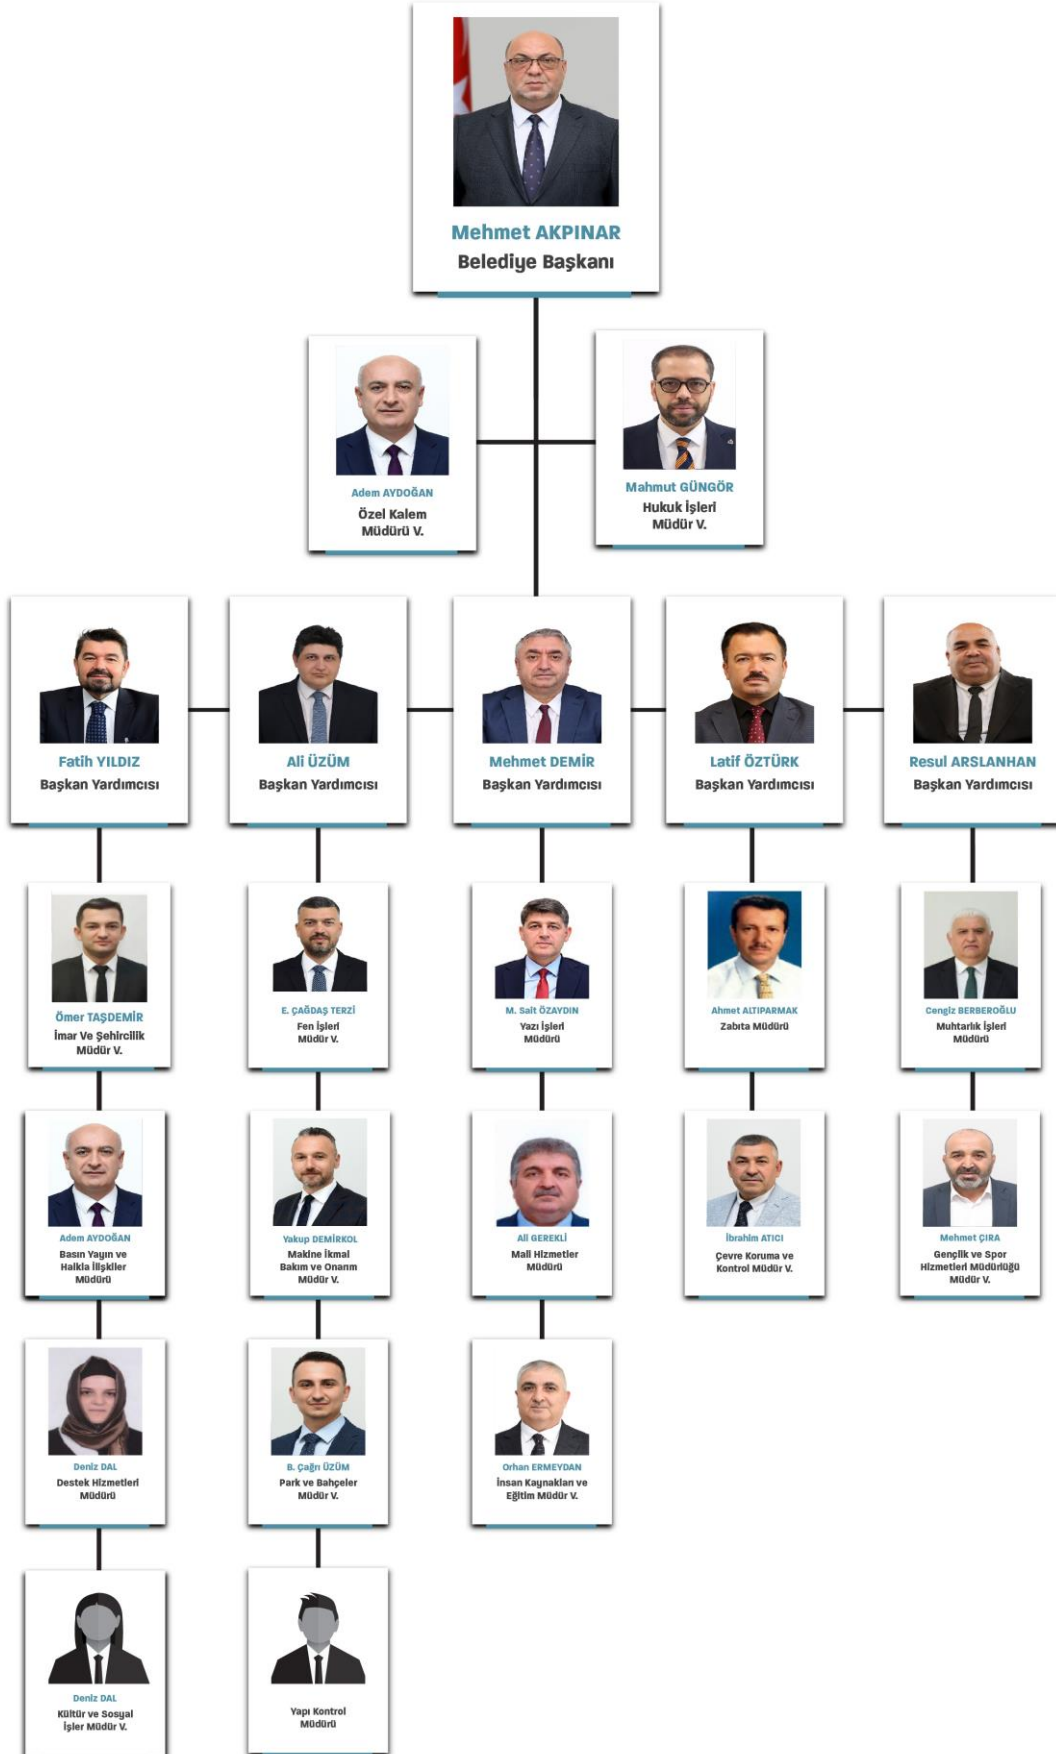 Mehmet AKPINAR
Belediye Başkanı
Adem AYDOĞAN
Özel Kalem
Müdürü V.
Mahmut GÜNGÖR
Hukuk İşleri
Müdür V.
Fatih YILDIZ
Başkan Yardımcısı
Ali ÜZÜM
Başkan Yardımcısı
Mehmet DEMİR
Başkan Yardımcısı
Latif ÖZTÜRK
Başkan Yardımcısı
Resul ARSLANHAN
Başkan Yardımcısı
Ömer TAŞDEMİR
İmar Ve Şehircilik
Müdür V.
E. ÇAĞDAŞ TERZİ
Fen İşleri
Müdür V.
M. Sait ÖZAYDIN
Yazı İşleri
Müdürü
Ahmet ALTIPARMAK
Zabıta Müdürü
Cengiz BERBEROĞLU
Muhtarlık İşleri
Müdürü
Adem AYDOĞAN
Basın Yayın ve
Halkla İlişkiler
Müdürü
Yakup DEMİRKOL
Makine İkmal
Bakım ve Onarım
Müdür V.
Ali GEREKLİ
Mali Hizmetler
Müdürü
İbrahim ATICI
Çevre Koruma ve
Kontrol Müdür V.
Mehmet ÇIRA
Gençlik ve Spor
Hizmetleri Müdürlüğü
Müdür V.
Deniz DAL
Destek Hizmetleri
Müdürü
B. Çağrı ÜZÜM
Park ve Bahçeler
Müdür V.
Orhan ERMEYDAN
İnsan Kaynakları ve
Eğitim Müdür V.
Deniz DAL
Kültür ve Sosyal
İşler Müdür V.
Yapı Kontrol
Müdürü